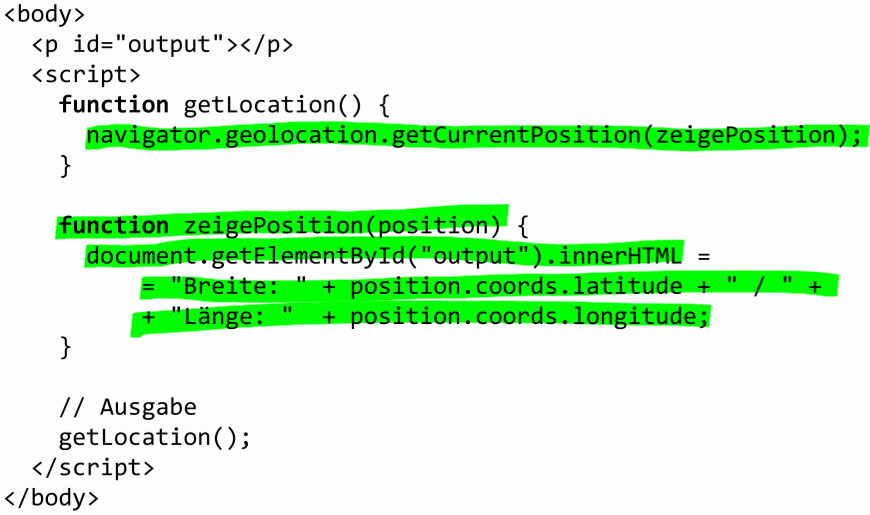 <body>
<p id="output"></p>
<script>
function getLocation() {
navigator.geolocation.getCurrentPosition(zeigePosition);
}
function zeigePosition(position) {
document.getElementById("output").innerHTML =
= "Breite: " + position.coords.latitude + " / " +
+ "Länge: "  + position.coords.longitude;
}
// Ausgabe
getLocation();
</script>
</body>